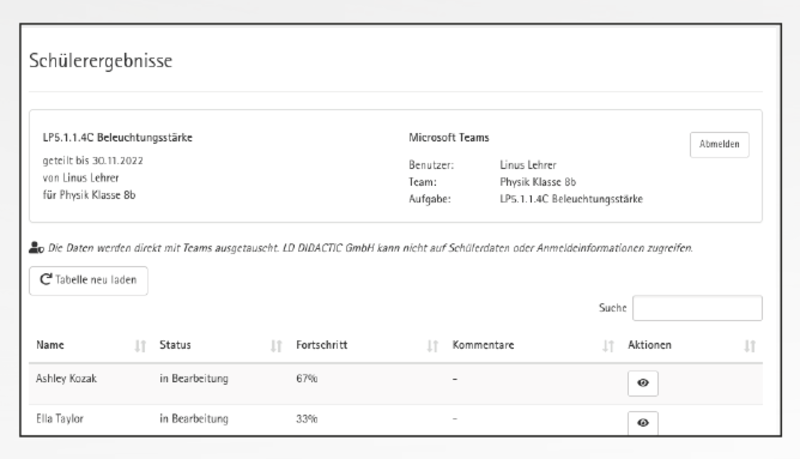 Schülerergebnisse
LP5.1.1.4C Beleuchtungsstärke
geteilt bis 30.11.2022
von Linus Lehrer
für Physik Klasse 8b
Microsoft Teams
Benutzer: Linus Lehrer
Team: Physik Klasse 8b
Aufgabe: LP5.1.1.4C Beleuchtungsstärke
Abmelden
Die Daten werden direkt mit Teams ausgetauscht. LD DIDACTIC GmbH kann nicht auf Schülerdaten oder Anmeldeinformationen zugreifen.
Tabelle neu laden
Suche
Name Status Fortschritt Kommentare Aktionen
Ashley Kozak in Bearbeitung 67% -
Ella Taylor in Bearbeitung 33% -